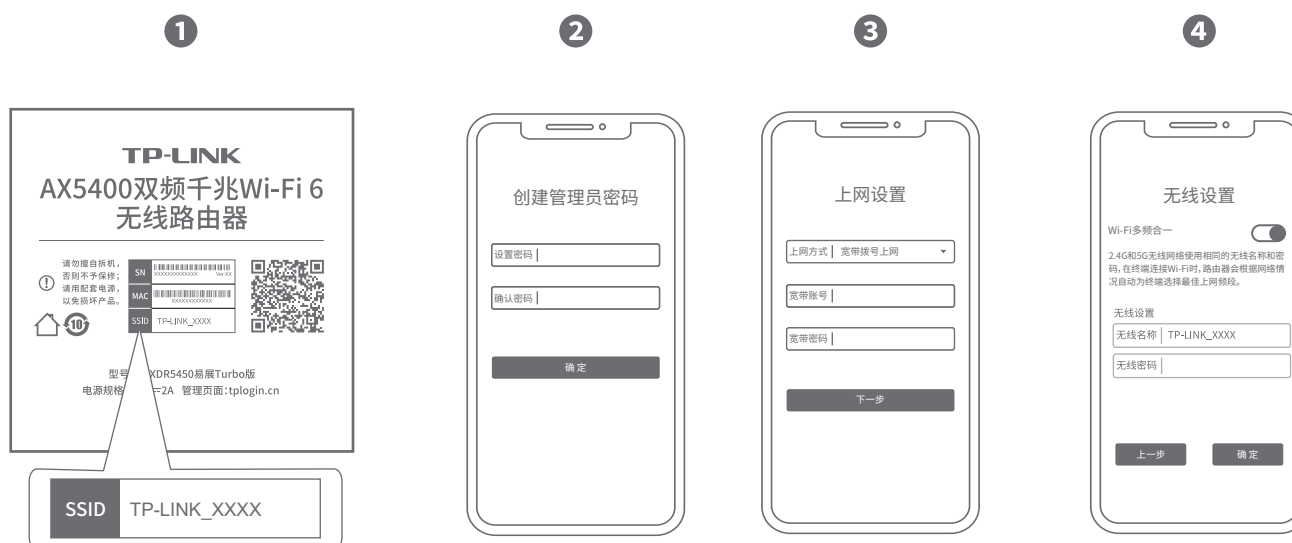 1
2
3
4
TP-LINK
AX5400双频千兆Wi-Fi 6
无线路由器
请勿擅自拆机，
否则不予保修；
请用配套电源，
以免损坏产品。
10
SN XXXXXXXXXXXXX Ver:XX
MAC XXXXXXXXXXXX
SSID TP-LINK_XXXX
型号 XDR5450易展Turbo版
电源规格 2A 管理页面：tplogin.cn
SSID TP-LINK_XXXX
创建管理员密码
设置密码
确认密码
确定
上网设置
上网方式 宽带拨号上网
宽带账号
宽带密码
下一步
无线设置
Wi-Fi多频合一
2.4G和5G无线网络使用相同的无线名称和密
码，在终端连接Wi-Fi时，路由器会根据网络情
况自动为终端选择最佳上网频段。
无线设置
无线名称 TP-LINK_XXXX
无线密码
上一步 确定